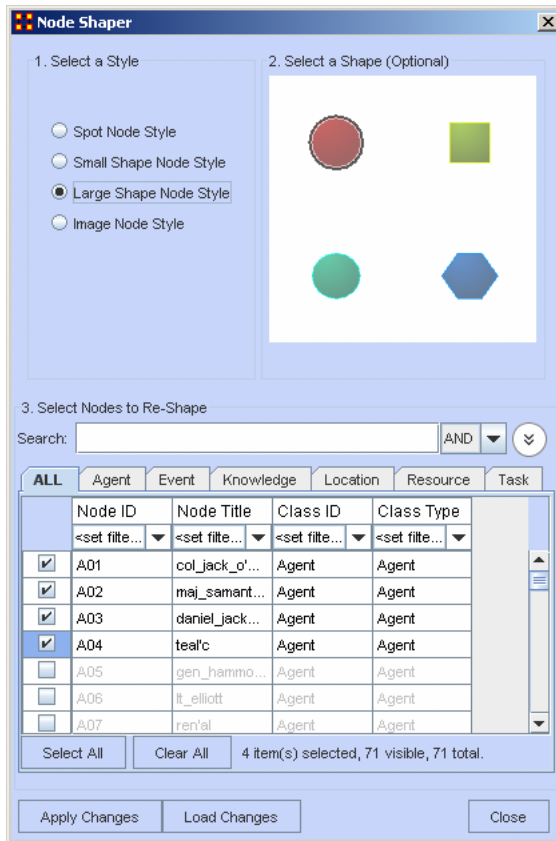 Node Shaper
1. Select a Style
2. Select a Shape (Optional)
Spot Node Style
Small Shape Node Style
Large Shape Node Style
Image Node Style
3. Select Nodes to Re-Shape
Search: AND
ALL Agent Event Knowledge Location Resource Task
Node ID Node Title Class ID Class Type
<set filte... <set filte... <set filte... <set filte...
A01 col_jack_o'... Agent Agent
A02 maj_samant... Agent Agent
A03 daniel_jack... Agent Agent
A04 teal'c Agent Agent
A05 gen_hammo... Agent Agent
A06 lt_elliott Agent Agent
A07 ren'al Agent Agent
Select All Clear All 4 item(s) selected, 71 visible, 71 total.
Apply Changes Load Changes Close